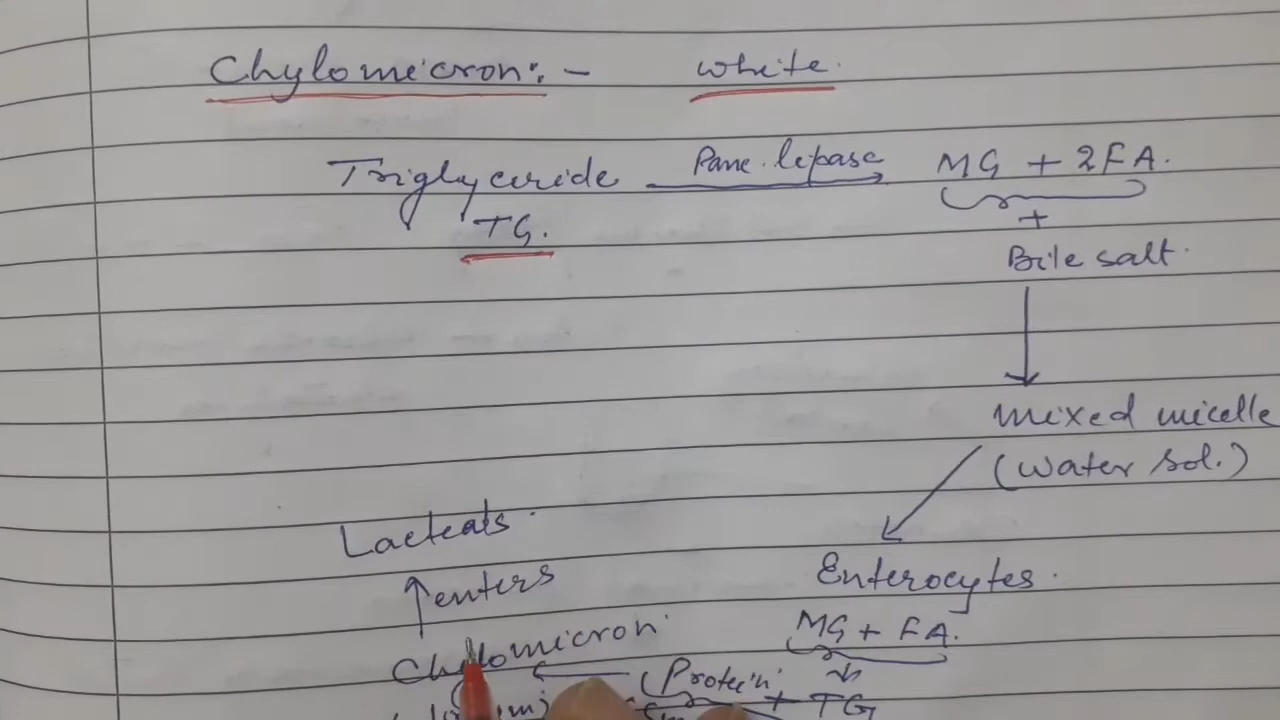 Chylomicron:- white.
Triglyceride Panc. lipase MG + 2FA.
TG.
+
Bile salt.
mixed micelle
(water sol.)
Lacteals.
enters
Enterocytes.
MG + FA.
Chylomicron
(Protein
+ TG